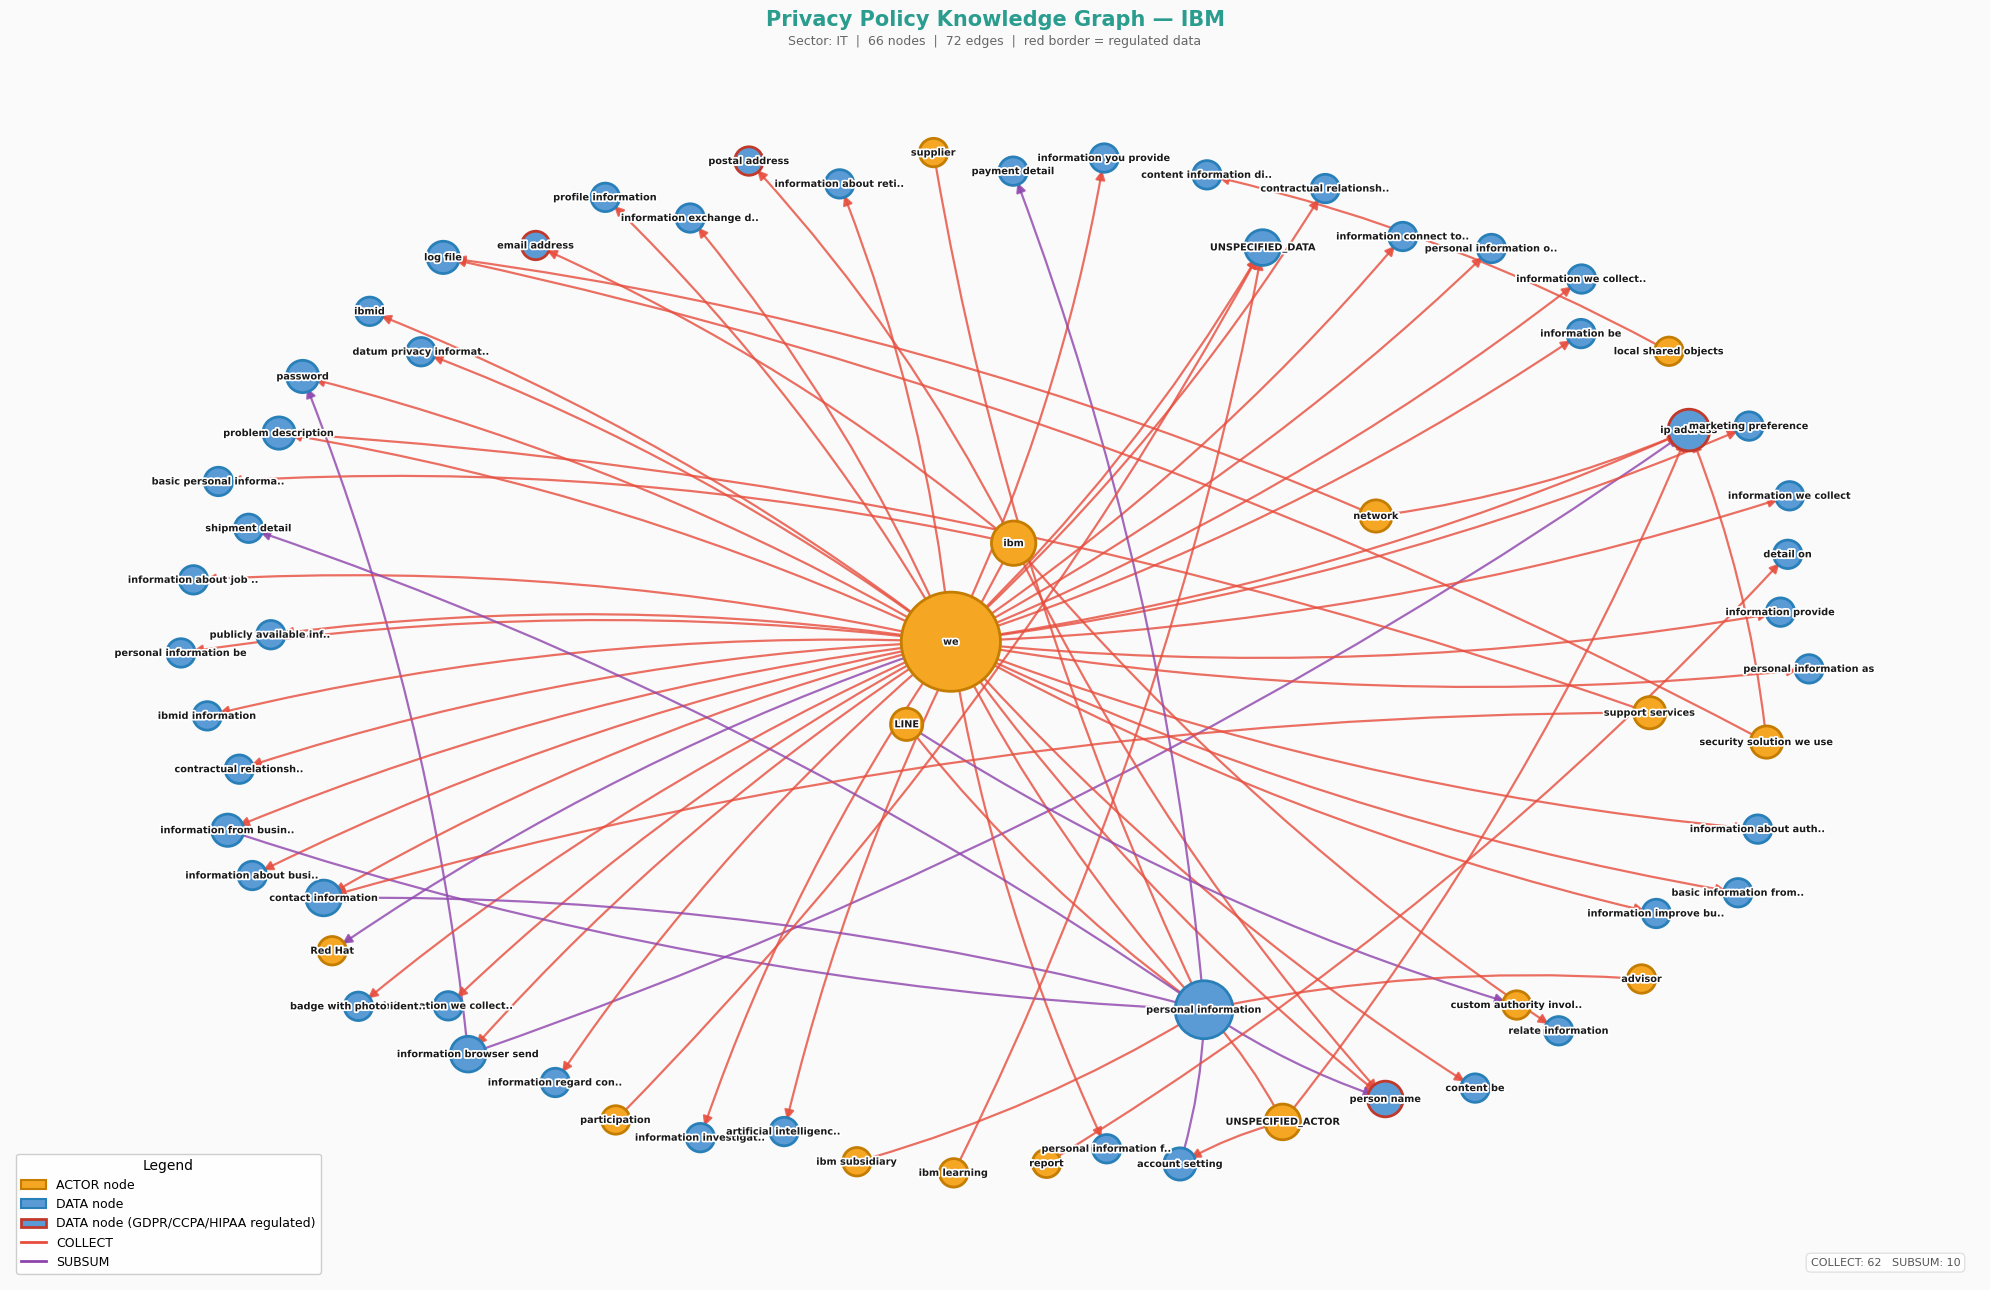 Privacy Policy Knowledge Graph — IBM
Sector: IT | 66 nodes | 72 edges | red border = regulated data
supplier
postal address
information you provide
payment detail
content information di..
information about reti..
contractual relationsh..
profile information
information exchange d..
information connect to..
email address
UNSPECIFIED_DATA
personal information o..
log file
information we collect..
ibmid
information be
datum privacy informat..
local shared objects
password
marketing preference
problem description
basic personal informa..
information we collect
network
shipment detail
ibm
detail on
information about job ..
information provide
publicly available inf..
we
personal information be
personal information as
ibmid information
support services
LINE
security solution we use
contractual relationsh..
information from busin..
information about auth..
information about busi..
basic information from..
contact information
information improve bu..
Red Hat
advisor
badge with photo
custom authority invol..
personal information
relate information
information browser send
information regard con..
content be
person name
participation
UNSPECIFIED_ACTOR
artificial intelligenc..
information investigat..
personal information f..
ibm subsidiary
report
account setting
ibm learning
Legend
ACTOR node
DATA node
DATA node (GDPR/CCPA/HIPAA regulated)
COLLECT
SUBSUM
COLLECT: 62 SUBSUM: 10